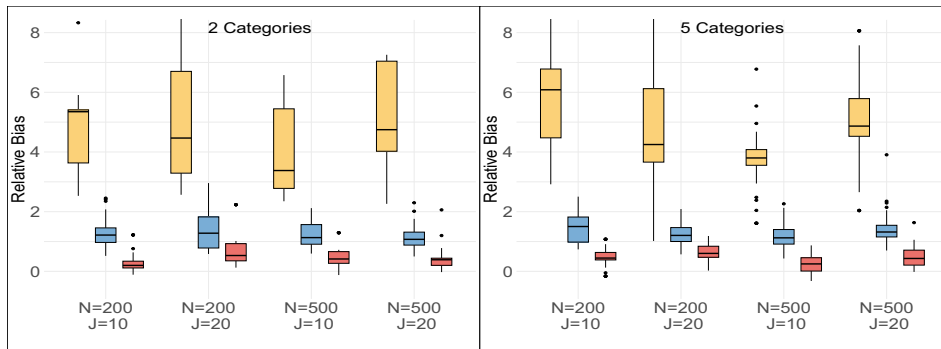 2 Categories
Relative Bias
8
6
4
2
0
N=200 N=200 N=500 N=500
J=10 J=20 J=10 J=20
5 Categories
Relative Bias
8
6
4
2
0
N=200 N=200 N=500 N=500
J=10 J=20 J=10 J=20